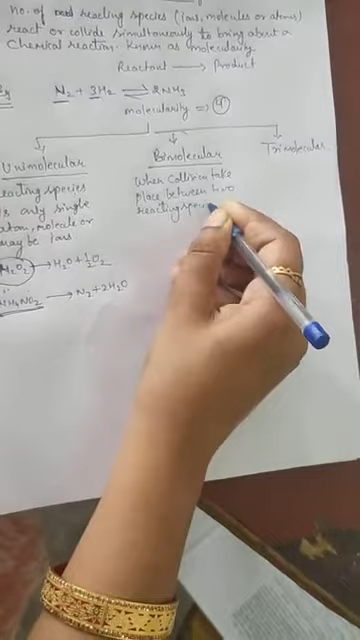 no. of reacting species (ions, molecules or atoms)
react or collide simultaneously to bring about a
Chemical reaction. Known as molecularity
Reactant ⟶ Product
N₂ + 3H₂ ⇌ 2NH₃
molecularity ⇒ 4
Unimolecular
Bimolecular
Trimolecular
reacting species
is only single
atom, molecule or
may be ions
When Collision take
place between two
reacting speci
H₂O₂ ⟶ H₂O + ½O₂
NH₄NO₂ ⟶ N₂ + 2H₂O